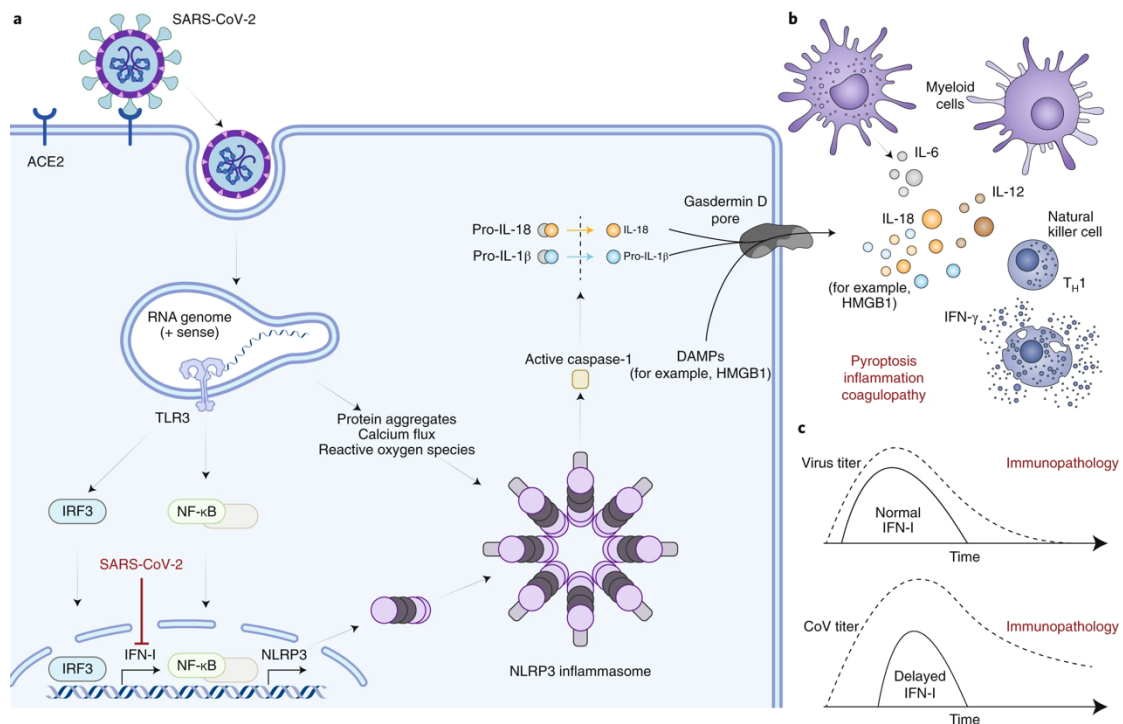 a
SARS-CoV-2
ACE2
RNA genome
(+ sense)
TLR3
IRF3
NF-κB
SARS-CoV-2
IRF3
IFN-I
NF-κB
NLRP3
Protein aggregates
Calcium flux
Reactive oxygen species
NLRP3 inflammasome
Active caspase-1
Pro-IL-18
IL-18
Pro-IL-1β
Pro-IL-1β
Gasdermin D
pore
DAMPs
(for example, HMGB1)
b
Myeloid
cells
IL-6
IL-12
IL-18
Natural
killer cell
(for example,
HMGB1)
TH1
IFN-γ
Pyroptosis
inflammation
coagulopathy
c
Virus titer
Immunopathology
Normal
IFN-I
Time
CoV titer
Immunopathology
Delayed
IFN-I
Time